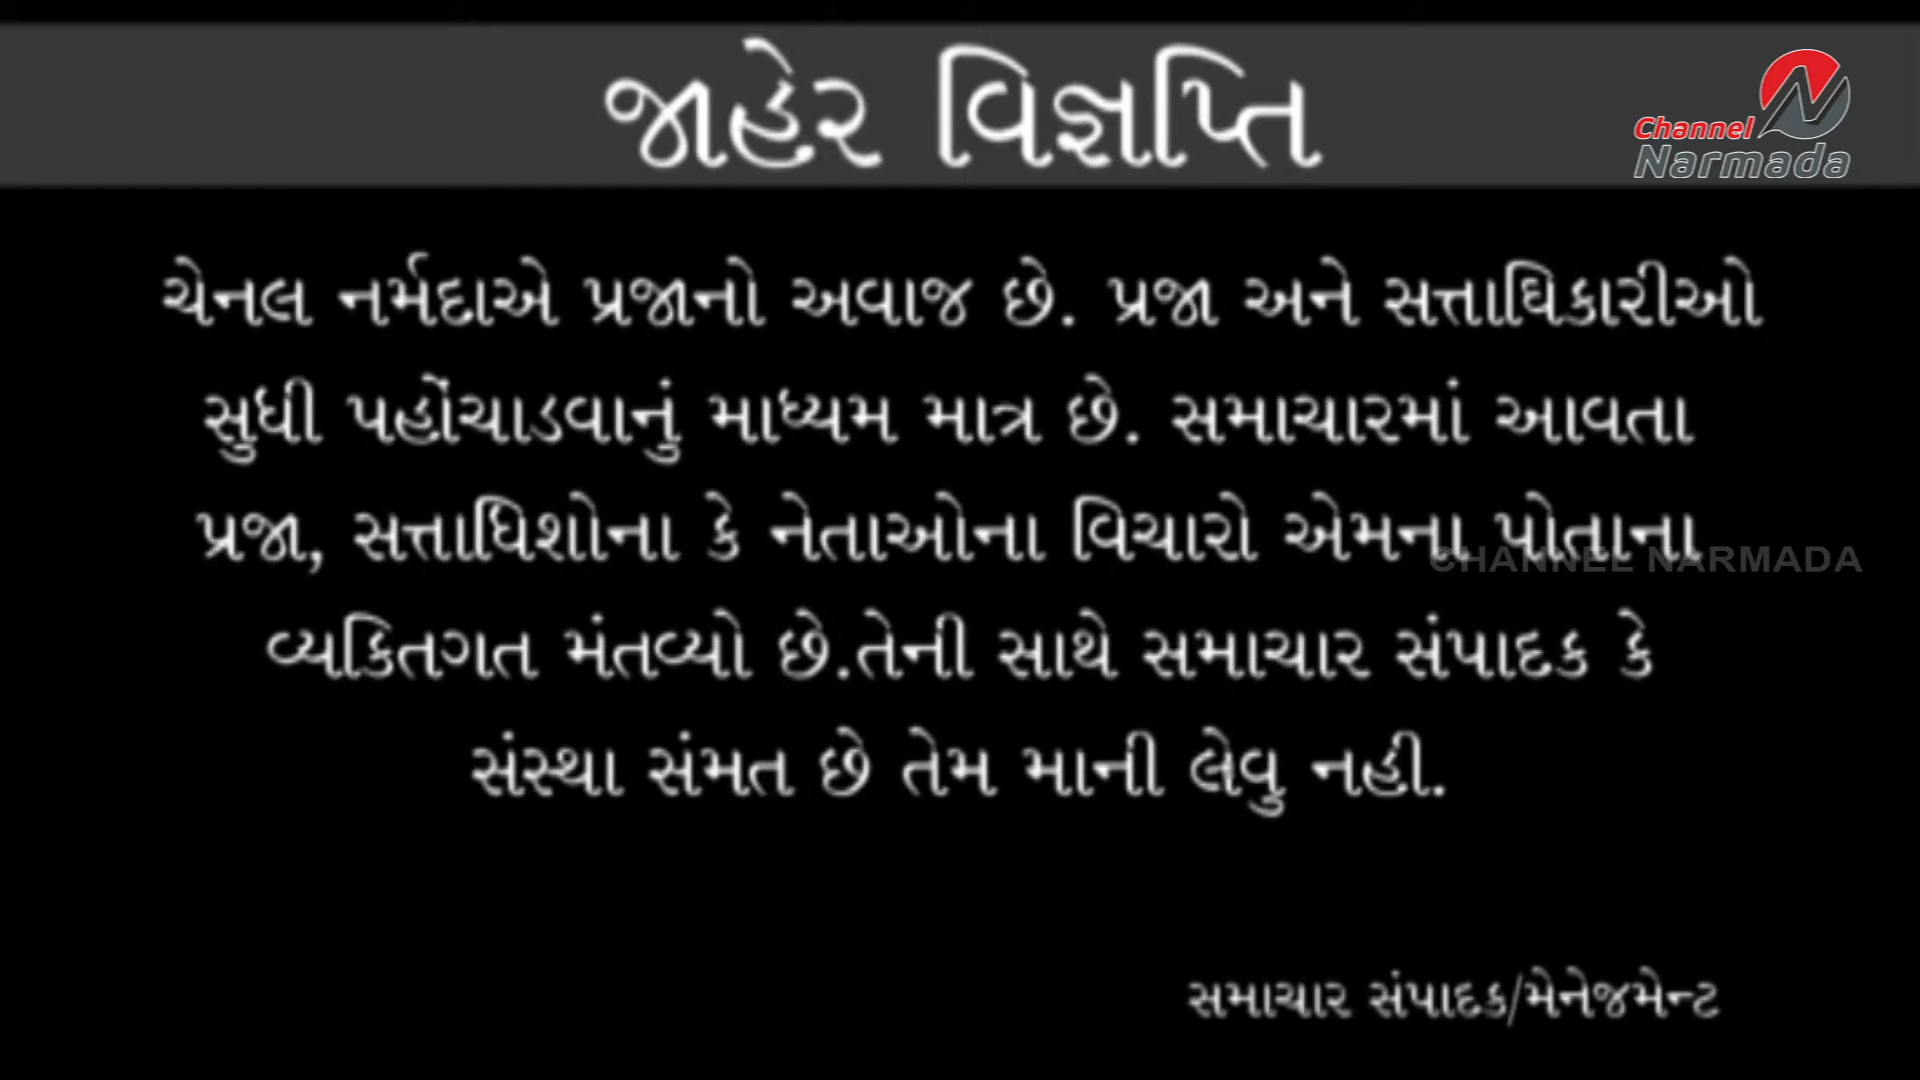 જાહેર વિજ્ઞપ્તિ
Channel
Narmada
ચેનલ નર્મદાએ પ્રજાનો અવાજ છે. પ્રજા અને સત્તાધિકારીઓ
સુધી પહોંચાડવાનું માધ્યમ માત્ર છે. સમાચારમાં આવતા
પ્રજા, સત્તાધિશોના કે નેતાઓના વિચારો એમના પોતાના
CHANNEL NARMADA
વ્યકિતગત મંતવ્યો છે.તેની સાથે સમાચાર સંપાદક કે
સંસ્થા સંમત છે તેમ માની લેવુ નહી.
સમાચાર સંપાદક/મેનેજમેન્ટ